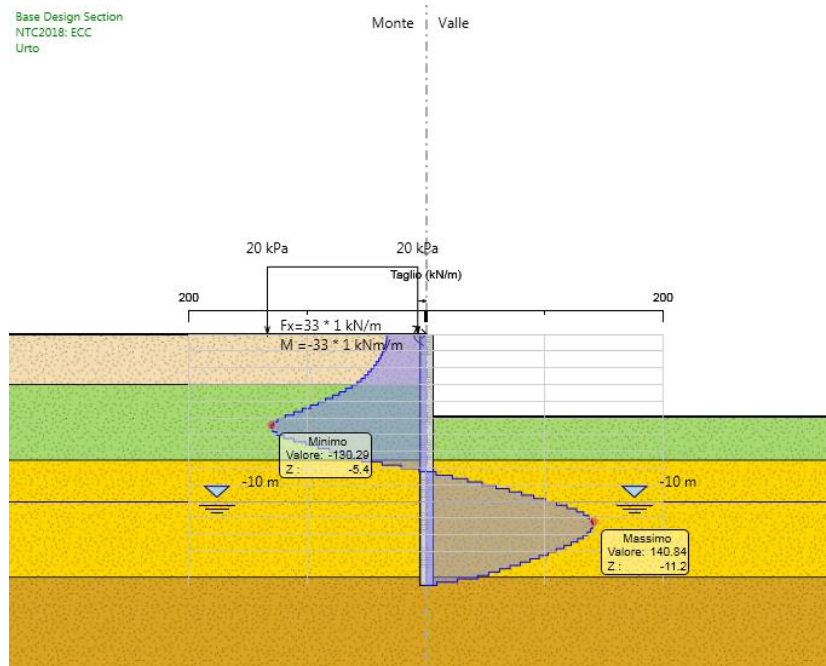 Base Design Section
NTC2018: ECC
Urto
Monte
Valle
20 kPa
20 kPa
Taglio (kN/m)
200
200
Fx=33 * 1 kN/m
M =-33 * 1 kNm/m
Minimo
Valore: -130.29
Z : -5.4
-10 m
-10 m
Massimo
Valore: 140.84
Z : -11.2